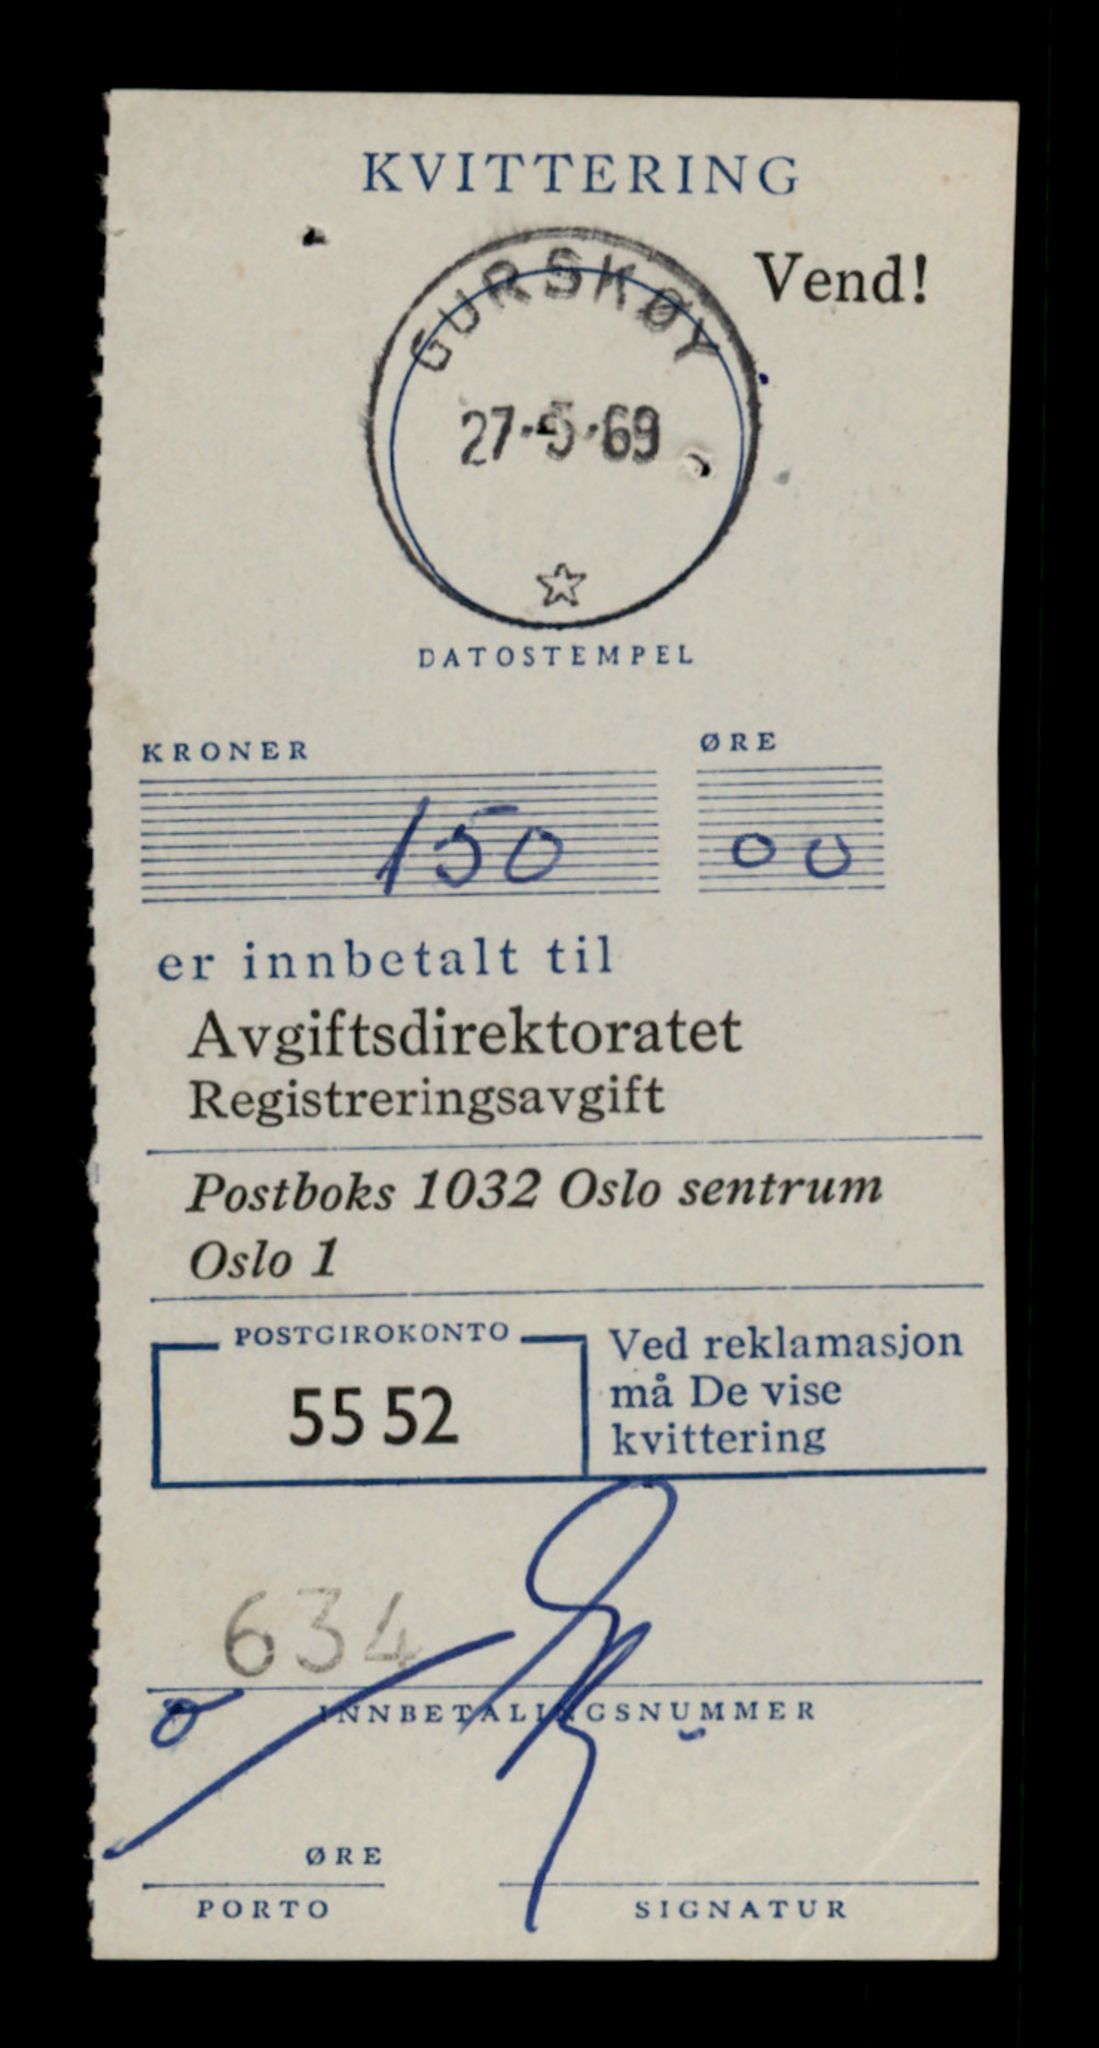 KVITTERING
Vend!
GURSKØY
27.-5.69
DATOSTEMPEL
KRONER ØRE
150 00
er innbetalt til
Avgiftsdirektoratet
Registreringsavgift
Postboks 1032 Oslo sentrum
Oslo 1
POSTGIROKONTO
55 52
Ved reklamasjon
må De vise
kvittering
634
INNBETALINGSNUMMER
ØRE
PORTO
SIGNATUR